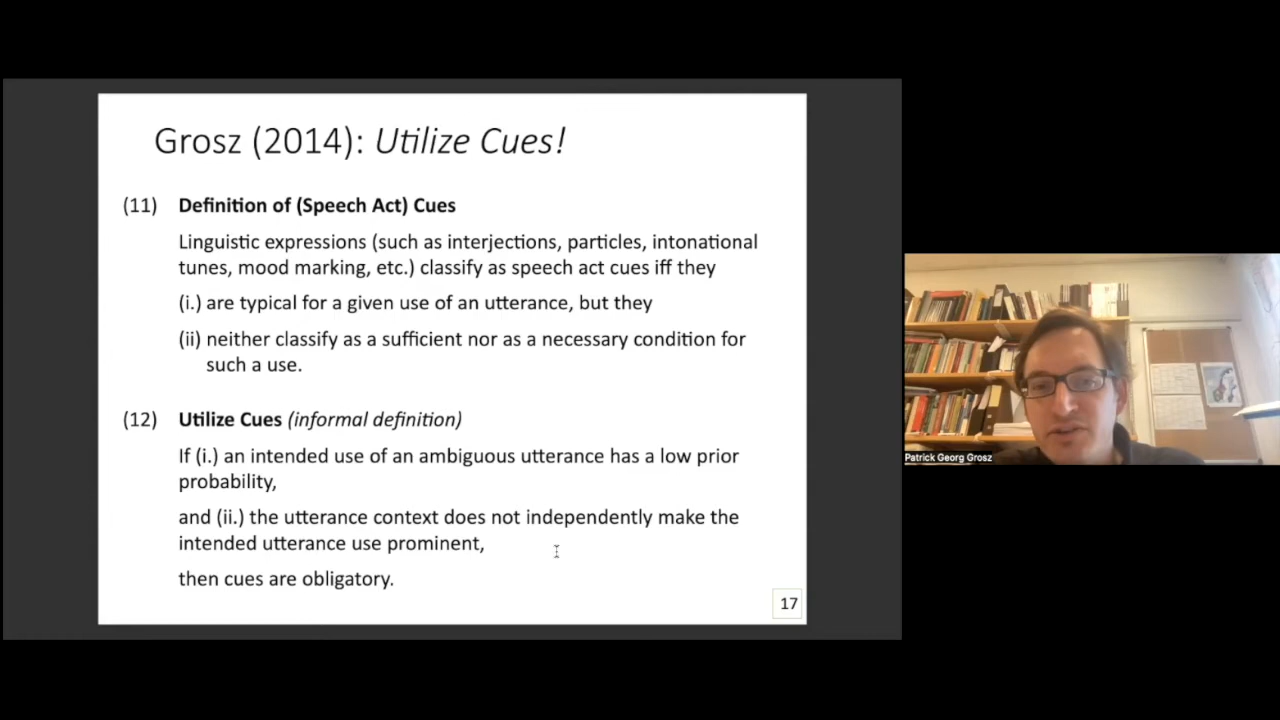 Grosz (2014): Utilize Cues!
(11) Definition of (Speech Act) Cues
Linguistic expressions (such as interjections, particles, intonational
tunes, mood marking, etc.) classify as speech act cues iff they
(i.) are typical for a given use of an utterance, but they
(ii) neither classify as a sufficient nor as a necessary condition for
such a use.
(12) Utilize Cues (informal definition)
If (i.) an intended use of an ambiguous utterance has a low prior
probability,
and (ii.) the utterance context does not independently make the
intended utterance use prominent,
then cues are obligatory.
17
Patrick Georg Grosz